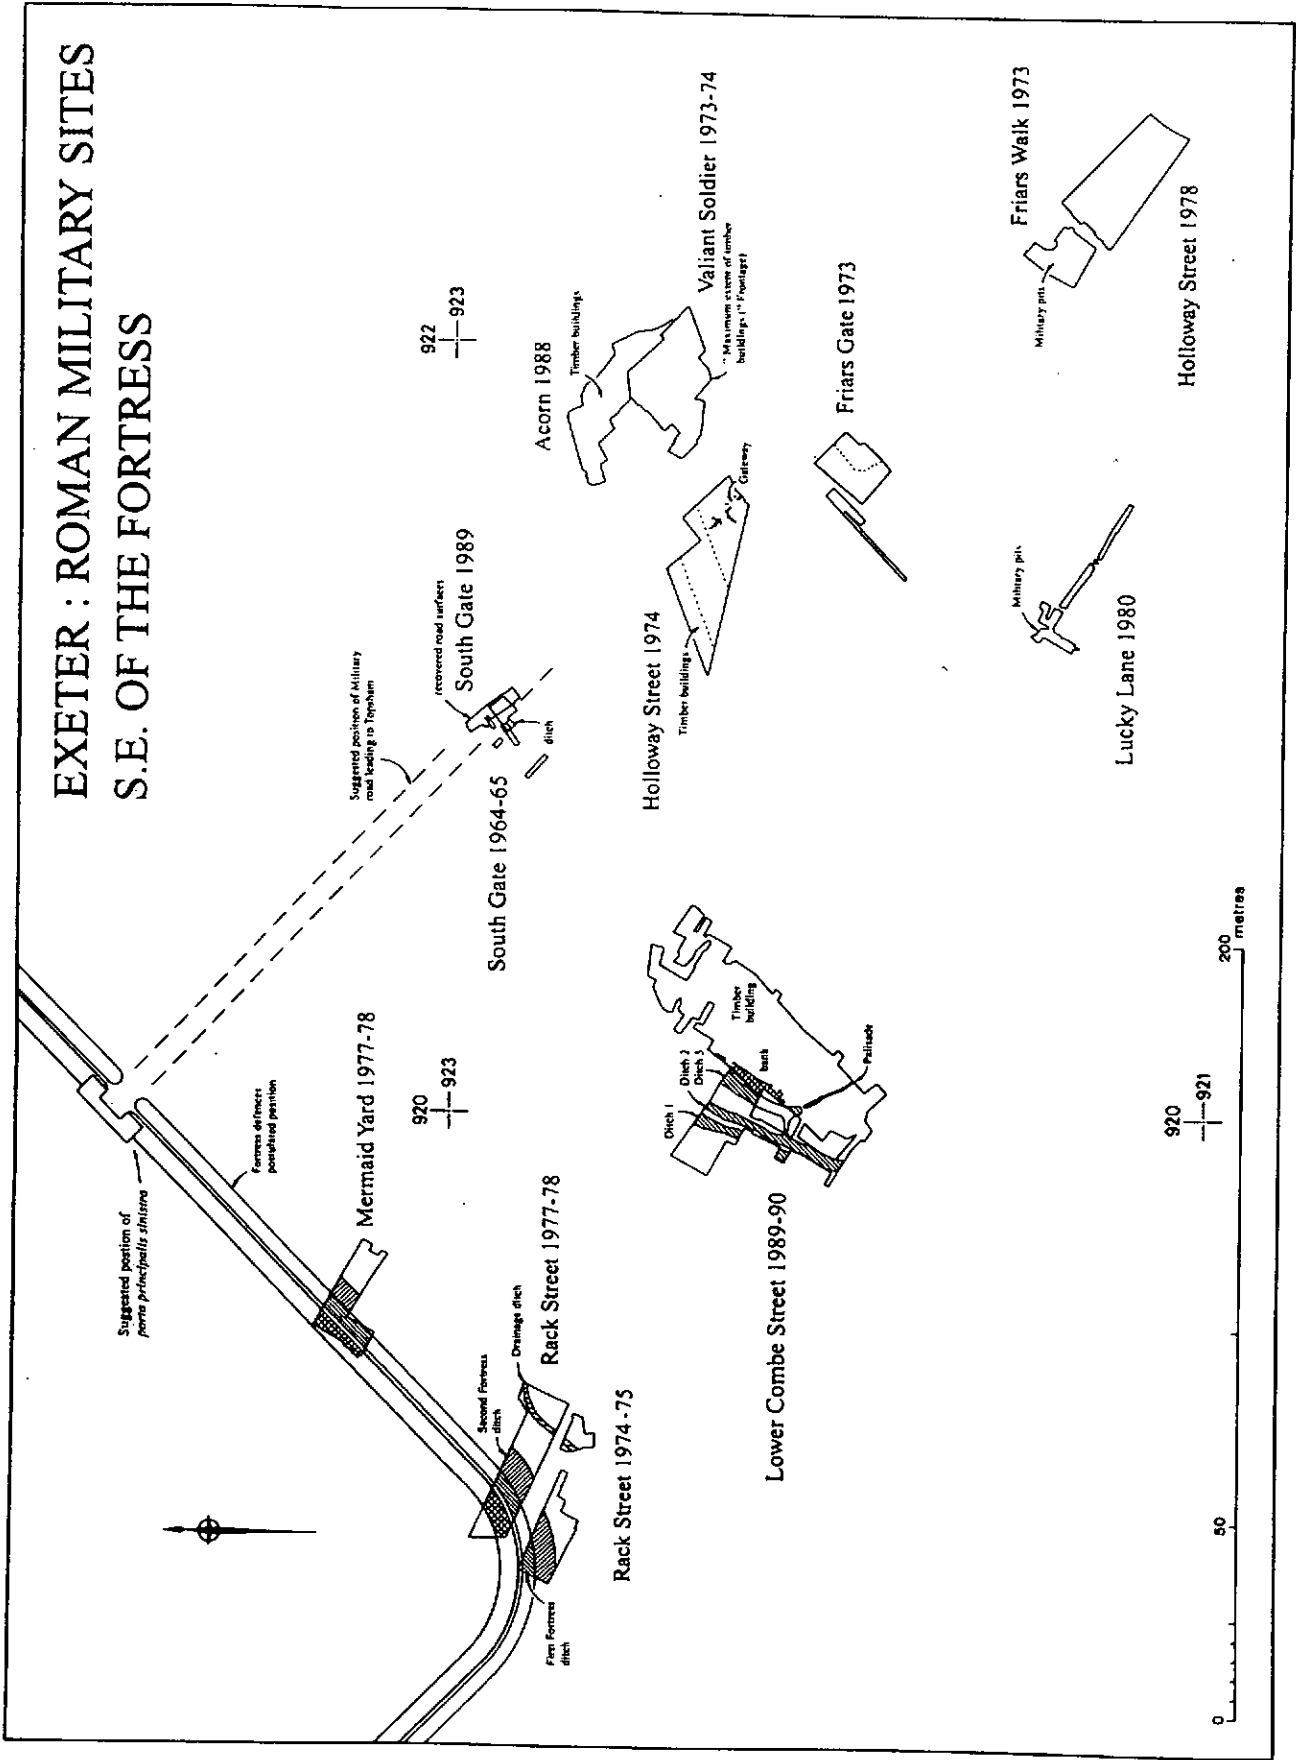 EXETER : ROMAN MILITARY SITES
S.E. OF THE FORTRESS
Suggested postion of
porta principalis sinistra
Suggested position of Military
road leading to Topsham
Fortress defences
postulated position
Mermaid Yard 1977-78
920
923
922
923
recovered road surfaces
South Gate 1989
South Gate 1964-65
ditch
Second Fortress
ditch
Drainage ditch
Rack Street 1977-78
First Fortress
ditch
Rack Street 1974-75
Acorn 1988
Timber buildings
Valiant Soldier 1973-74
Maximum extent of timber
buildings (" Frontage)
Holloway Street 1974
Timber buildings
Gateway
Friars Gate 1973
Ditch 1
Ditch 2
Ditch 3
bank
Timber
building
Palisade
Lower Combe Street 1989-90
Friars Walk 1973
Military pits
Holloway Street 1978
Military pits
Lucky Lane 1980
920
921
0
50
200
metres